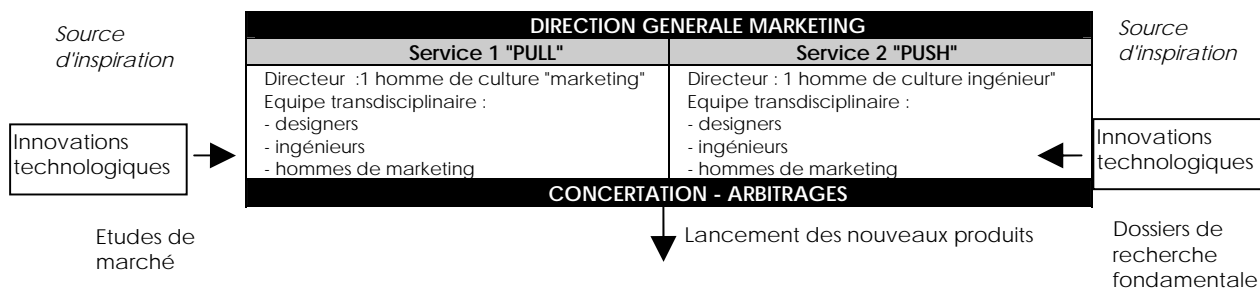 Source
d'inspiration
Innovations
technologiques
Etudes de
marché
DIRECTION GENERALE MARKETING
Service 1 "PULL"
Directeur :1 homme de culture "marketing"
Equipe transdisciplinaire :
- designers
- ingénieurs
- hommes de marketing
Service 2 "PUSH"
Directeur : 1 homme de culture ingénieur"
Equipe transdisciplinaire :
- designers
- ingénieurs
- hommes de marketing
CONCERTATION - ARBITRAGES
Lancement des nouveaux produits
Source
d'inspiration
Innovations
technologiques
Dossiers de
recherche
fondamentale